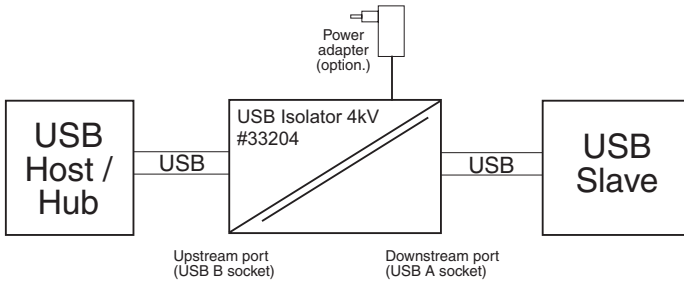 Power
adapter
(option.)
USB Isolator 4kV
#33204
USB
Host /
Hub
USB
USB
USB
Slave
Upstream port
(USB B socket)
Downstream port
(USB A socket)